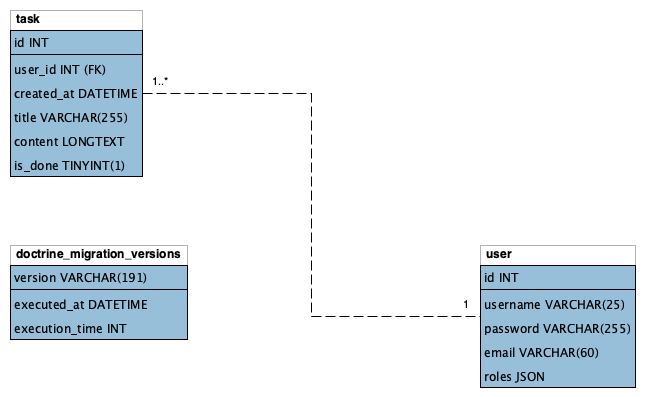 task
id INT
user_id INT (FK)
created_at DATETIME
title VARCHAR(255)
content LONGTEXT
is_done TINYINT(1)
1..*
doctrine_migration_versions
version VARCHAR(191)
executed_at DATETIME
execution_time INT
1
user
id INT
username VARCHAR(25)
password VARCHAR(255)
email VARCHAR(60)
roles JSON